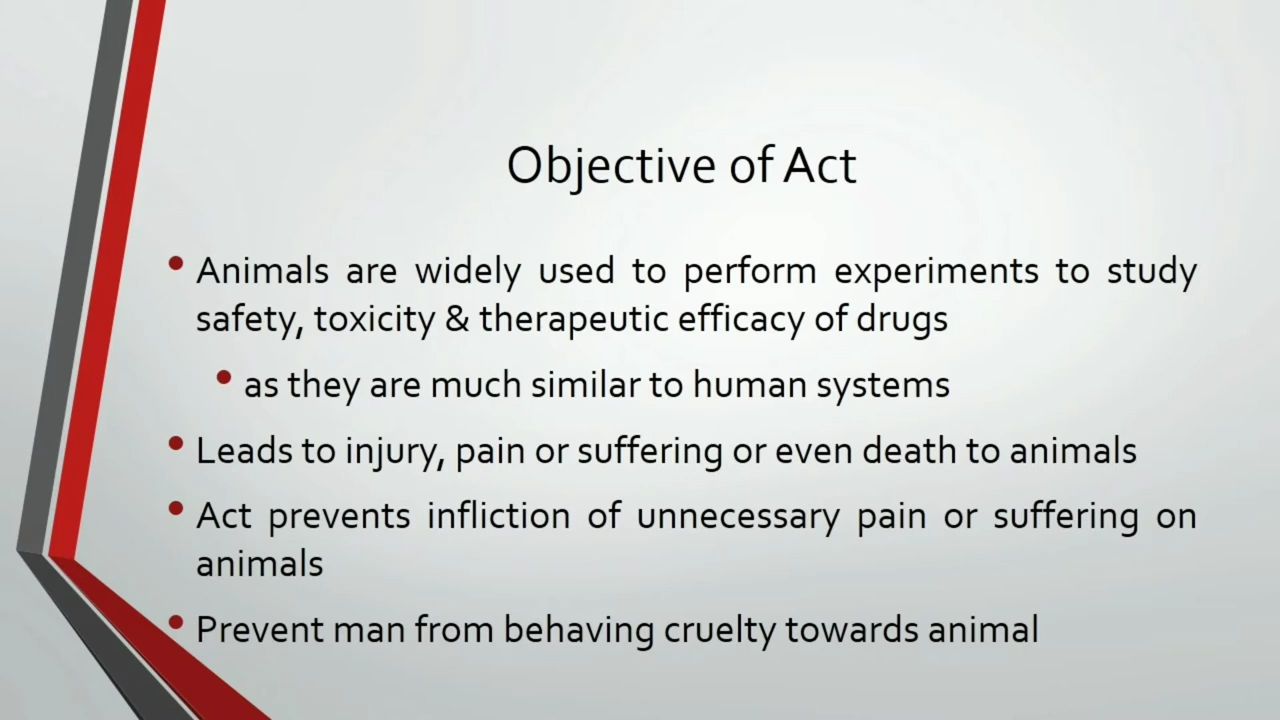 Objective of Act
• Animals are widely used to perform experiments to study
safety, toxicity & therapeutic efficacy of drugs
• as they are much similar to human systems
• Leads to injury, pain or suffering or even death to animals
• Act prevents infliction of unnecessary pain or suffering on
animals
• Prevent man from behaving cruelty towards animal